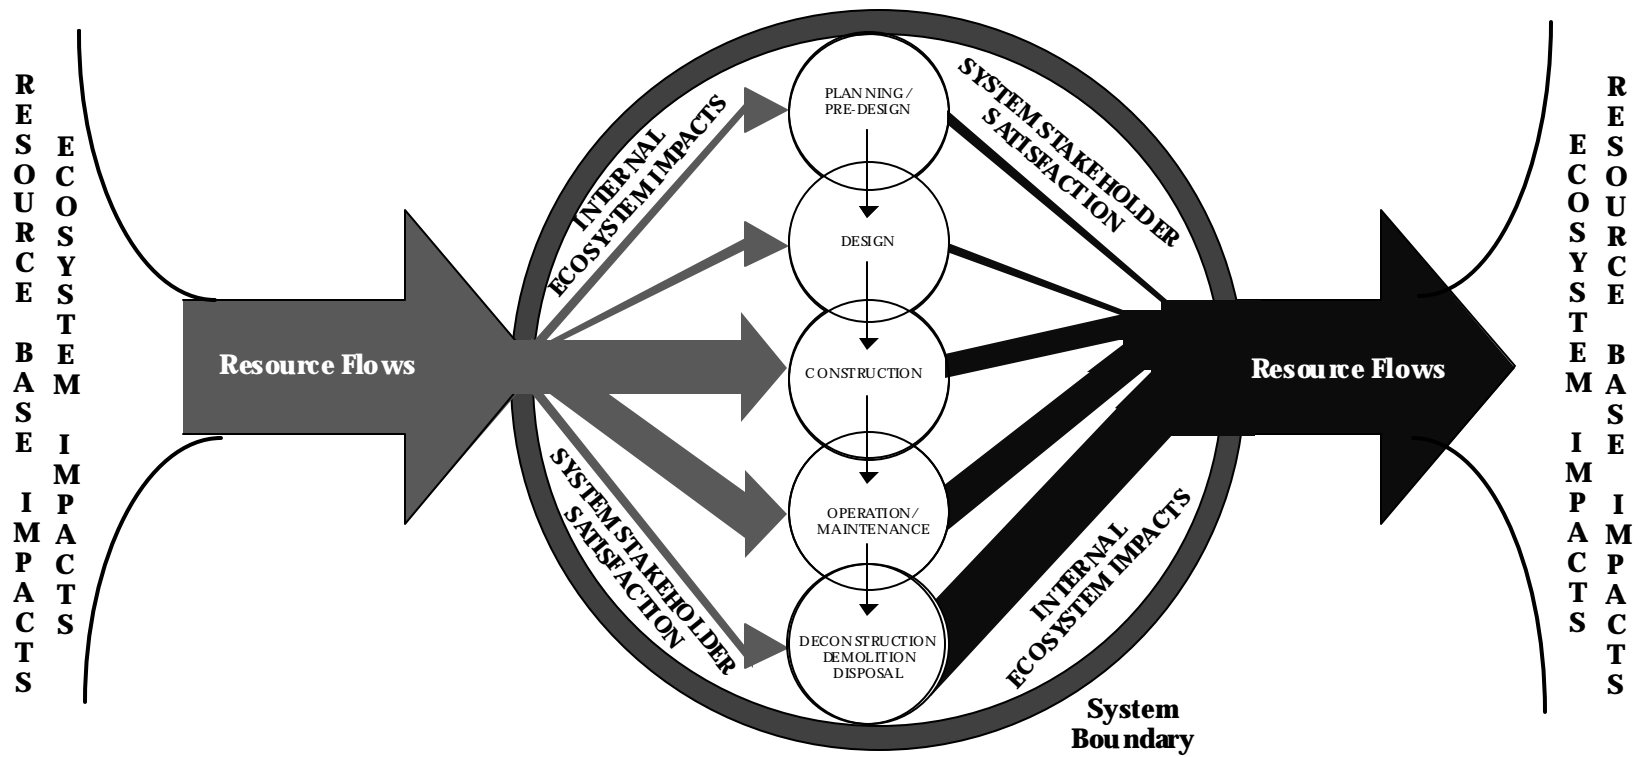 RESOURCE BASE IMPACTS
ECOSYSTEM IMPACTS
Resource Flows
INTERNAL
ECOSYSTEM IMPACTS
SYSTEM STAKEHOLDER
SATISFACTION
PLANNING/
PRE-DESIGN
DESIGN
CONSTRUCTION
OPERATION/
MAINTENANCE
DECONSTRUCTION
DEMOLITION
DISPOSAL
SYSTEM STAKEHOLDER
SATISFACTION
INTERNAL
ECOSYSTEM IMPACTS
Resource Flows
System
Boundary
ECOSYSTEM IMPACTS
RESOURCE BASE IMPACTS